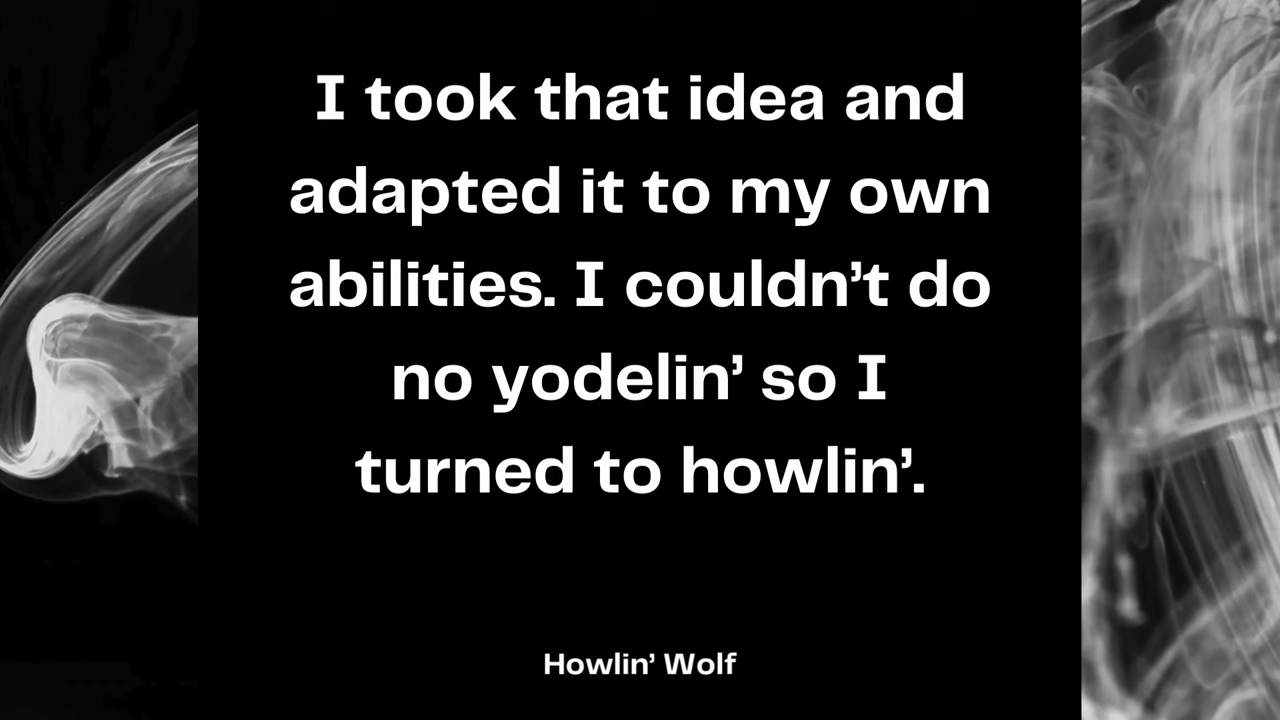 I took that idea and
adapted it to my own
abilities. I couldn’t do
no yodelin’ so I
turned to howlin’.
Howlin’ Wolf